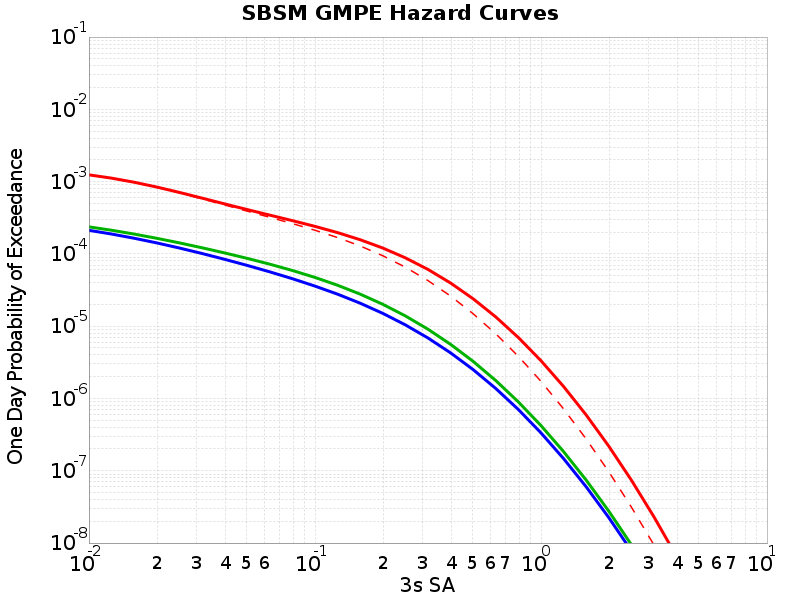 SBSM GMPE Hazard Curves
One Day Probability of Exceedance
10^-1
10^-2
10^-3
10^-4
10^-5
10^-6
10^-7
10^-8
10^-2 2 3 4 5 6 10^-1 2 3 4 5 6 7 10^0 2 3 4 5 6 7 10^1
3s SA